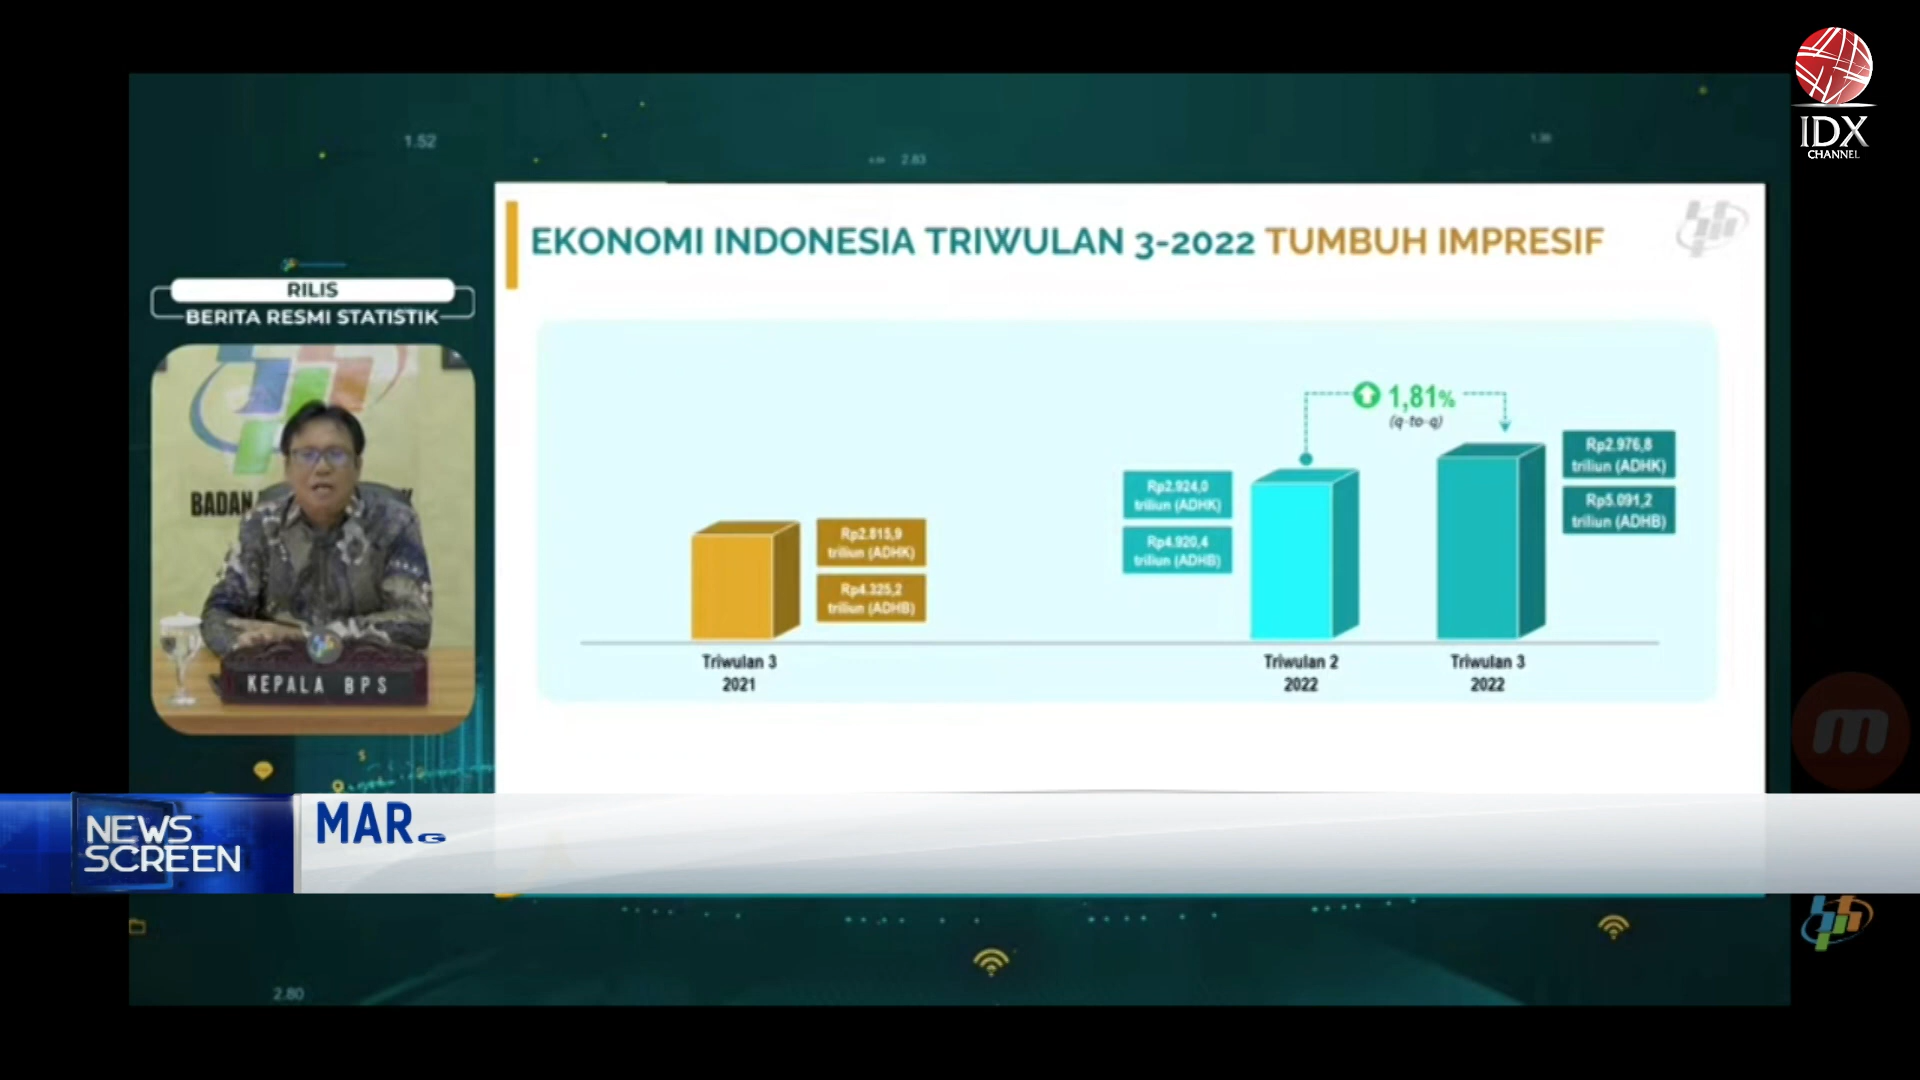 IDX
CHANNEL
1.52
2.83
1.38
EKONOMI INDONESIA TRIWULAN 3-2022 TUMBUH IMPRESIF
RILIS
BERITA RESMI STATISTIK
BADAN
KEPALA BPS
1,81%
(q-to-q)
Rp2.815,9
triliun (ADHK)
Rp4.325,2
triliun (ADHB)
Rp2.924,0
triliun (ADHK)
Rp4.920,4
triliun (ADHB)
Rp2.976,8
triliun (ADHK)
Rp5.091,2
triliun (ADHB)
Triwulan 3
2021
Triwulan 2
2022
Triwulan 3
2022
NEWS
SCREEN
MARG
2.80